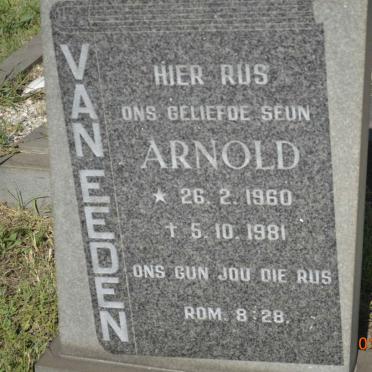 VAN EEDEN
HIER RUS
ONS GELIEFDE SEUN
ARNOLD
★ 26. 2. 1960
† 5. 10. 1981
ONS GUN JOU DIE RUS
ROM. 8:28.